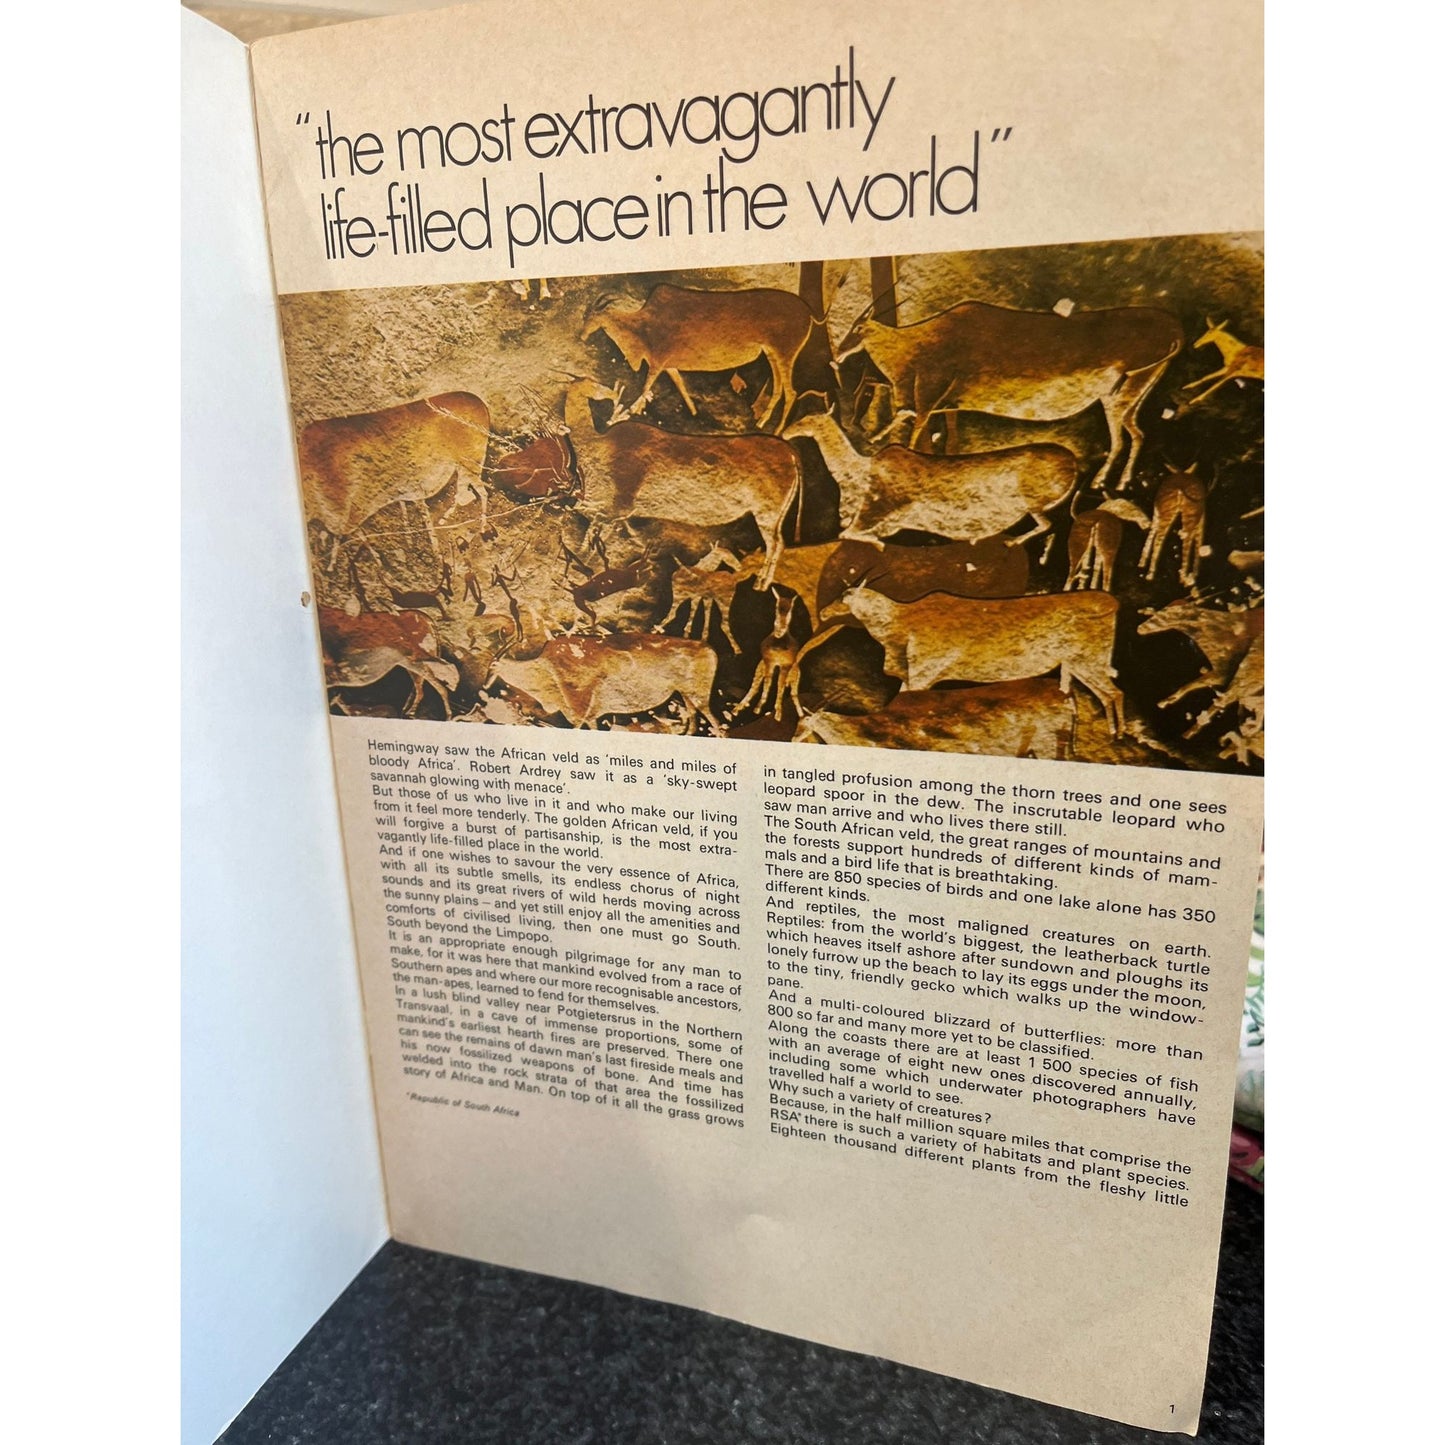 “the most extravagantly
life-filled place in the world”
Hemingway saw the African veld as ‘miles and miles of
bloody Africa’. Robert Ardrey saw it as a ‘sky-swept
savannah glowing with menace’.
But those of us who live in it and who make our living
from it feel more tenderly. The golden African veld, if you
will forgive a burst of partisanship, is the most extra-
vagantly life-filled place in the world.
And if one wishes to savour the very essence of Africa,
with all its subtle smells, its endless chorus of night
sounds and its great rivers of wild herds moving across
the sunny plains – and yet still enjoy all the amenities and
comforts of civilised living, then one must go South.
South beyond the Limpopo.
It is an appropriate enough pilgrimage for any man to
make, for it was here that mankind evolved from a race of
Southern apes and where our more recognisable ancestors,
the man-apes, learned to fend for themselves.
In a lush blind valley near Potgietersrus in the Northern
Transvaal, in a cave of immense proportions, some of
mankind’s earliest hearth fires are preserved. There one
can see the remains of dawn man’s last fireside meals and
his now fossilized weapons of bone. And time has
welded into the rock strata of that area the fossilized
story of Africa and Man. On top of it all the grass grows
*Republic of South Africa
in tangled profusion among the thorn trees and one sees
leopard spoor in the dew. The inscrutable leopard who
saw man arrive and who lives there still.
The South African veld, the great ranges of mountains and
the forests support hundreds of different kinds of mam-
mals and a bird life that is breathtaking.
There are 850 species of birds and one lake alone has 350
different kinds.
And reptiles, the most maligned creatures on earth.
Reptiles: from the world’s biggest, the leatherback turtle
which heaves itself ashore after sundown and ploughs its
lonely furrow up the beach to lay its eggs under the moon,
to the tiny, friendly gecko which walks up the window-
pane.
And a multi-coloured blizzard of butterflies: more than
800 so far and many more yet to be classified.
Along the coasts there are at least 1 500 species of fish
with an average of eight new ones discovered annually,
including some which underwater photographers have
travelled half a world to see.
Why such a variety of creatures?
Because, in the half million square miles that comprise the
RSA* there is such a variety of habitats and plant species.
Eighteen thousand different plants from the fleshy little
1